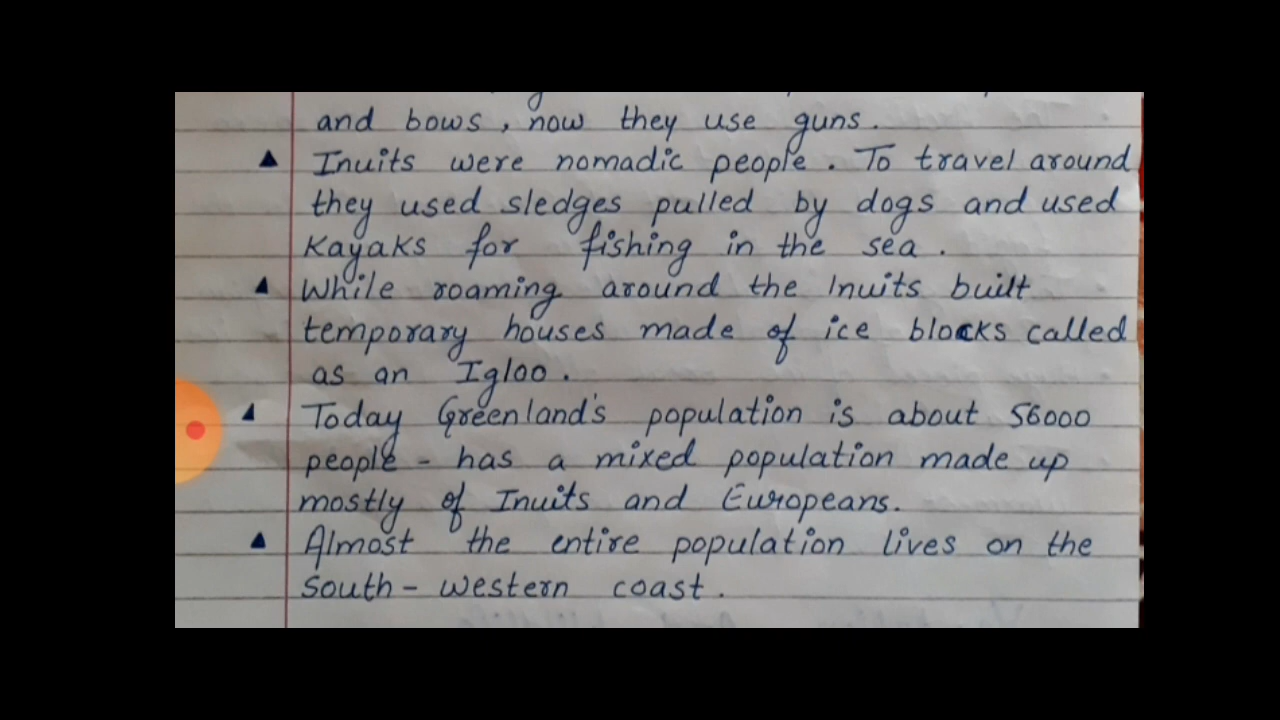 and bows, now they use guns.
▲ Inuits were nomadic people. To travel around
they used sledges pulled by dogs and used
Kayaks for fishing in the sea.
▲ While roaming around the Inuits built
temporary houses made of ice blocks called
as an Igloo.
▲ Today Greenland's population is about 56000
people - has a mixed population made up
mostly of Inuits and Europeans.
▲ Almost the entire population lives on the
South - western coast.